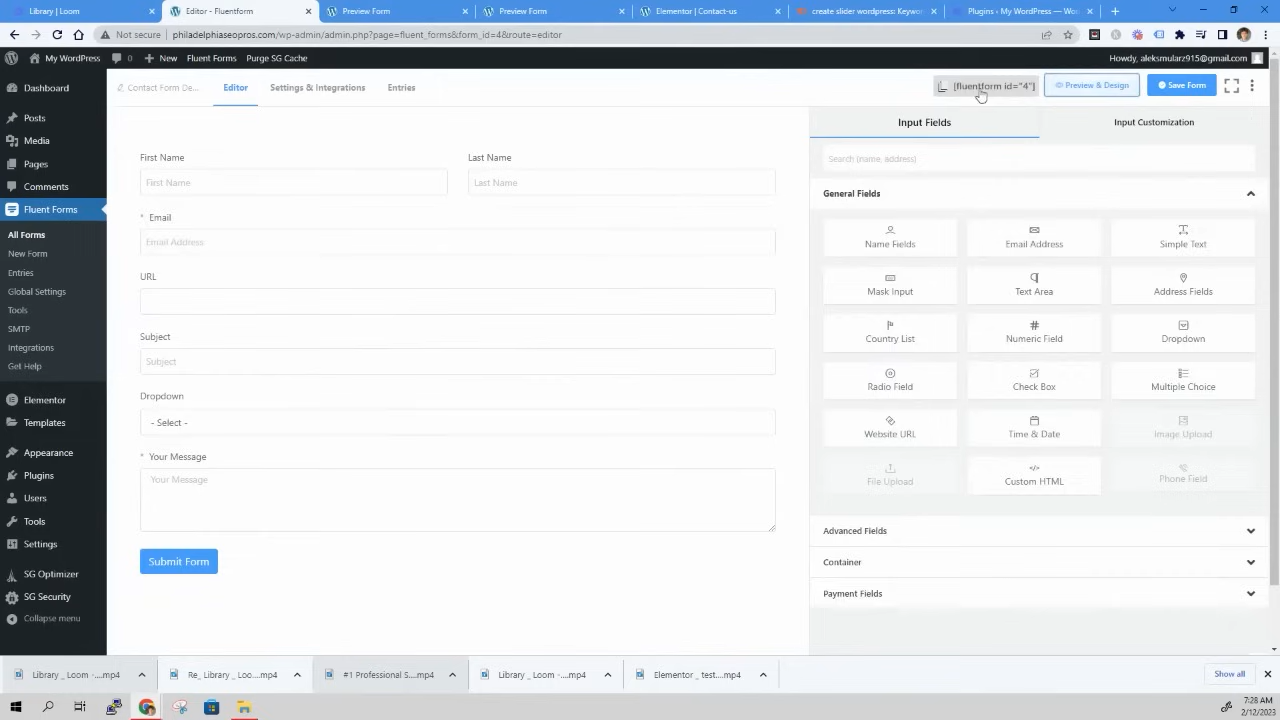 Library | Loom
Editor - Fluentform
Preview Form
Preview Form
Elementor | Contact-us
create slider wordpress: Keywor
Plugins ‹ My WordPress — Wor
Not secure
philadelphiaseopros.com/wp-admin/admin.php?page=fluent_forms&form_id=4&route=editor
My WordPress
0
New
Fluent Forms
Purge SG Cache
Howdy, aleksmularz915@gmail.com
Contact Form De...
Editor
Settings & Integrations
Entries
[fluentform id="4"]
Preview & Design
Save Form
Dashboard
Posts
Media
Pages
Comments
Fluent Forms
All Forms
New Form
Entries
Global Settings
Tools
SMTP
Integrations
Get Help
Elementor
Templates
Appearance
Plugins
Users
Tools
Settings
SG Optimizer
SG Security
Collapse menu
First Name
Last Name
First Name
Last Name
* Email
Email Address
URL
Subject
Subject
Dropdown
- Select -
* Your Message
Your Message
Submit Form
Input Fields
Input Customization
Search (name, address)
General Fields
Name Fields
Email Address
Simple Text
Mask Input
Text Area
Address Fields
Country List
Numeric Field
Dropdown
Radio Field
Check Box
Multiple Choice
Website URL
Time & Date
Image Upload
File Upload
Custom HTML
Phone Field
Advanced Fields
Container
Payment Fields
Library _ Loom -....mp4
Re_ Library _ Loo....mp4
#1 Professional S....mp4
Library _ Loom -....mp4
Elementor _ test....mp4
Show all
7:28 AM
2/12/2023